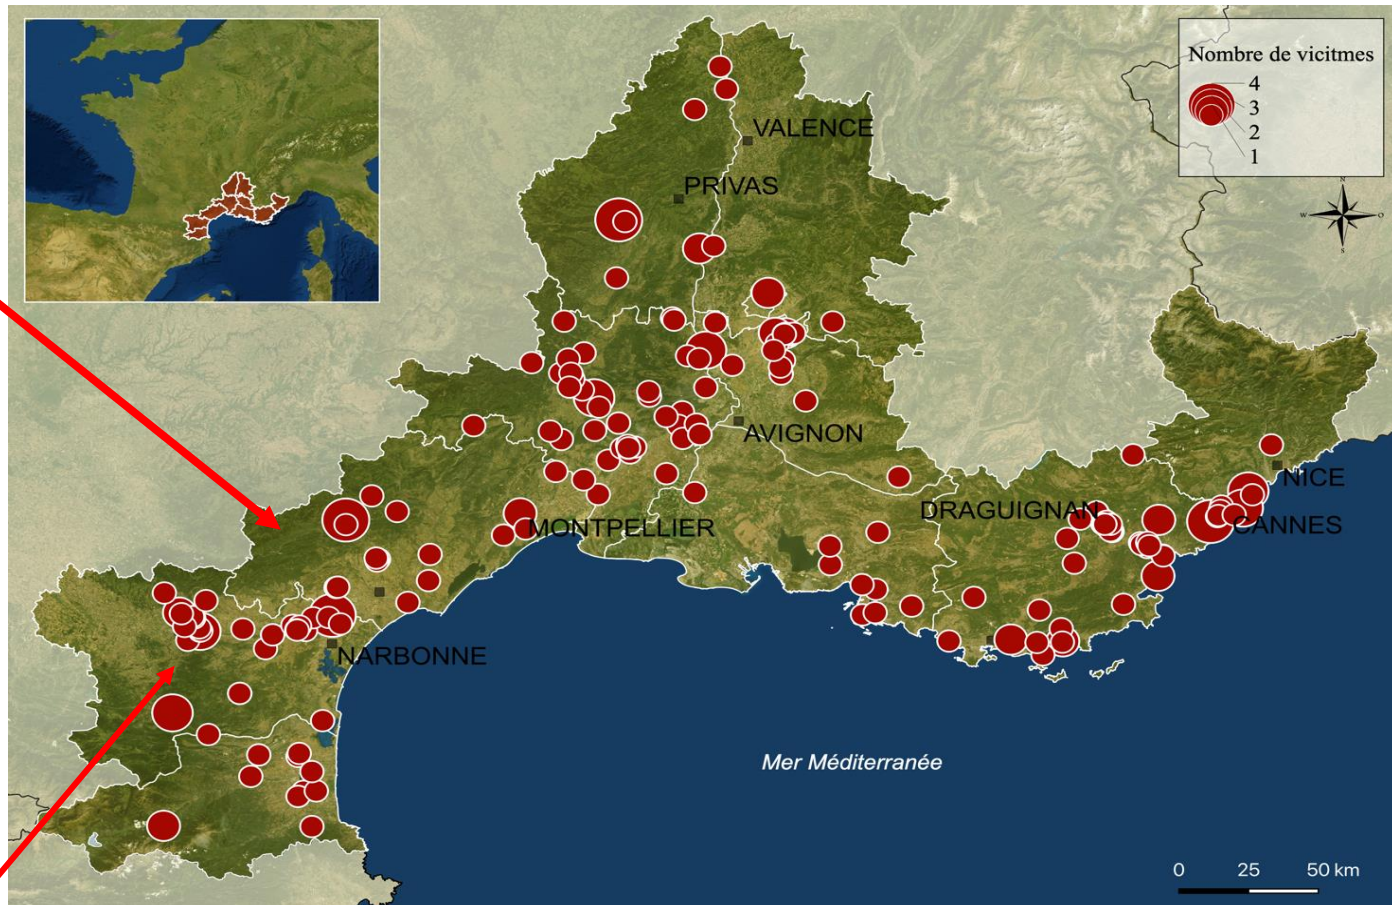 Nombre de vicitmes
4
3
2
1
N
W
O
S
VALENCE
PRIVAS
AVIGNON
NICE
DRAGUIGNAN
CANNES
MONTPELLIER
NARBONNE
Mer Méditerranée
0 25 50 km